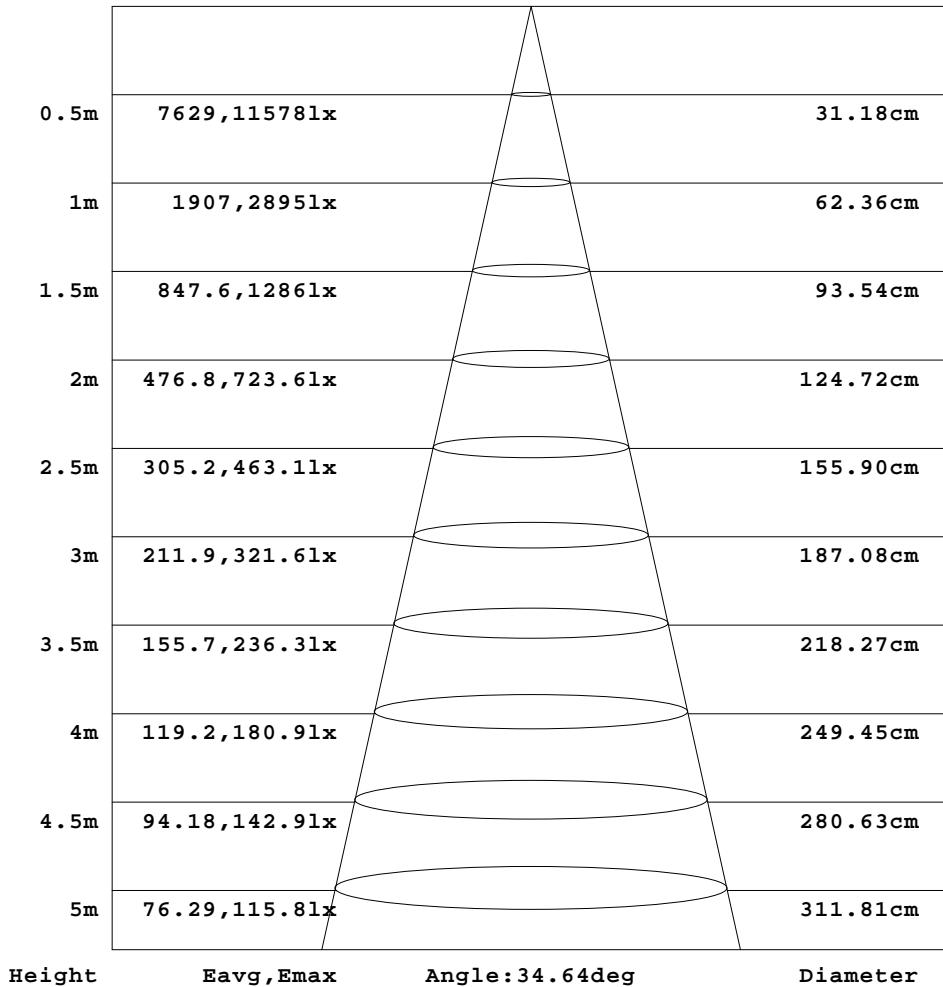 0.5m 7629,11578lx 31.18cm
1m 1907,2895lx 62.36cm
1.5m 847.6,1286lx 93.54cm
2m 476.8,723.6lx 124.72cm
2.5m 305.2,463.1lx 155.90cm
3m 211.9,321.6lx 187.08cm
3.5m 155.7,236.3lx 218.27cm
4m 119.2,180.9lx 249.45cm
4.5m 94.18,142.9lx 280.63cm
5m 76.29,115.8lx 311.81cm
Height Eavg,Emax Angle:34.64deg Diameter